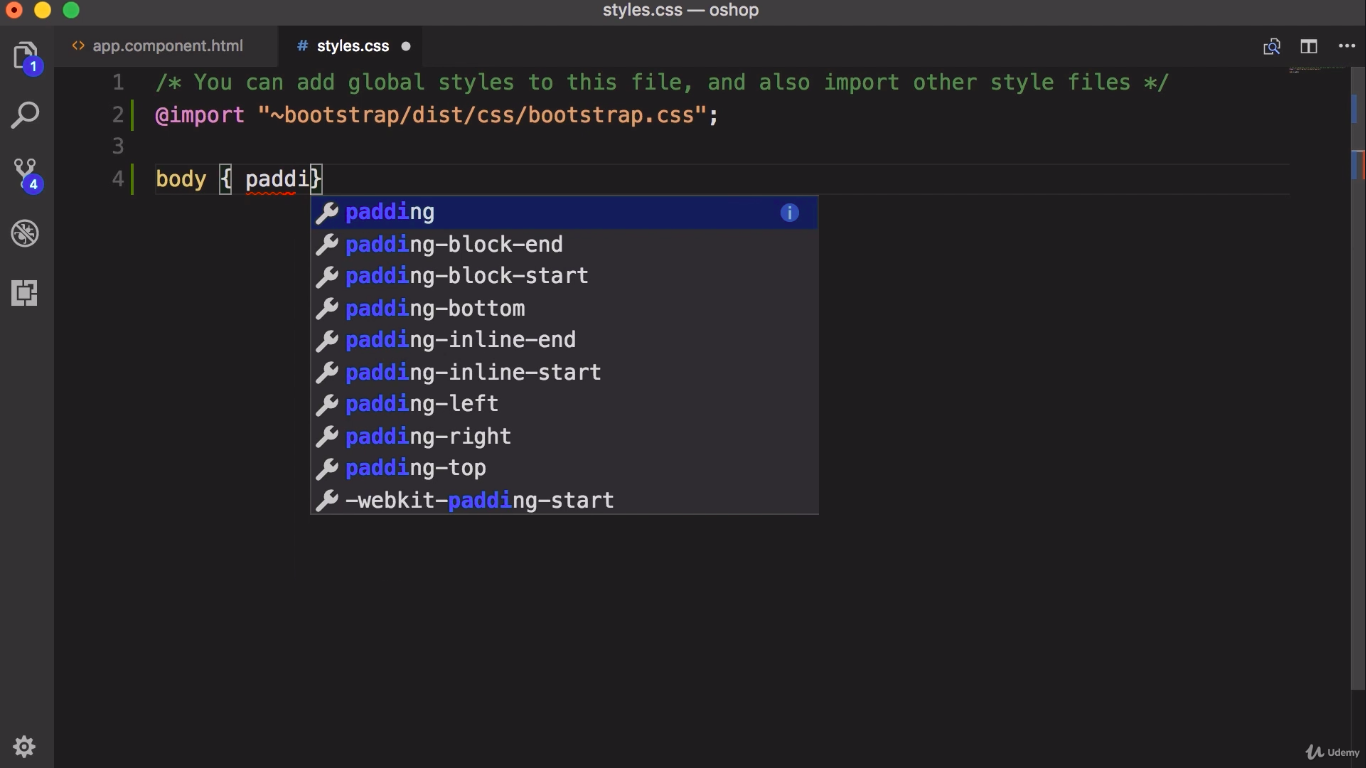 styles.css — oshop
<> app.component.html
# styles.css ●
1
4
1 /* You can add global styles to this file, and also import other style files */
2 @import "~bootstrap/dist/css/bootstrap.css";
3
4 body { paddi}
padding
padding-block-end
padding-block-start
padding-bottom
padding-inline-end
padding-inline-start
padding-left
padding-right
padding-top
-webkit-padding-start
Udemy